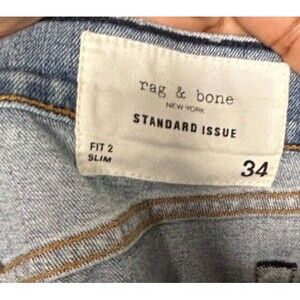 rag & bone
NEW YORK
STANDARD ISSUE
FIT 2
SLIM
34